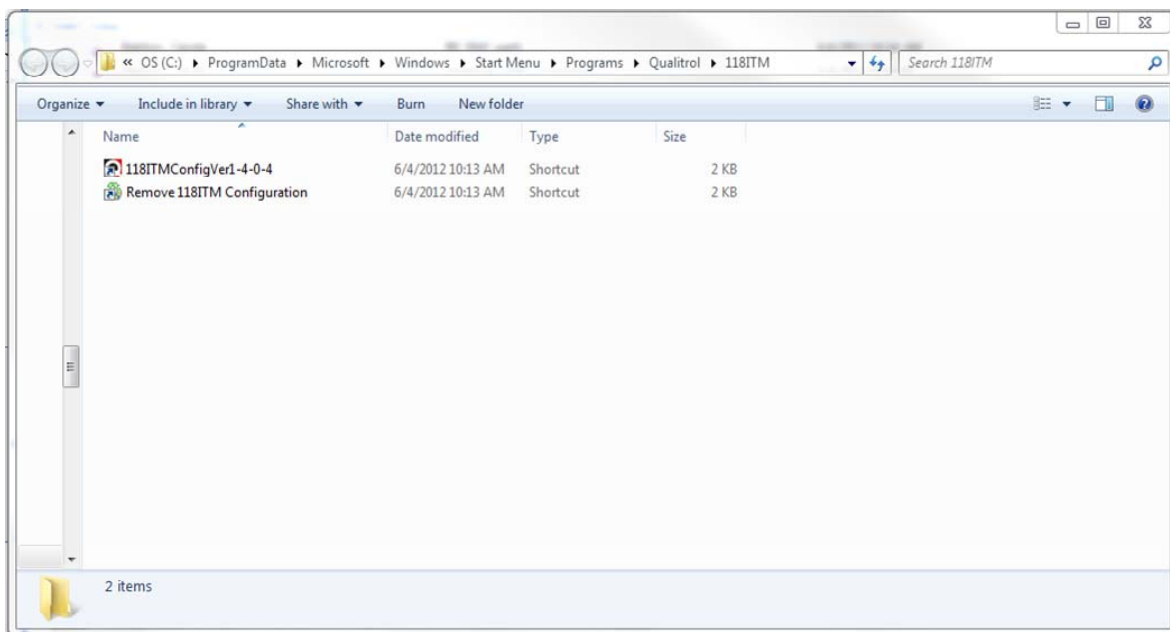 « OS (C:) ▸ ProgramData ▸ Microsoft ▸ Windows ▸ Start Menu ▸ Programs ▸ Qualitrol ▸ 118ITM Search 118ITM
Organize Include in library Share with Burn New folder
Name Date modified Type Size
118ITMConfigVer1-4-0-4 6/4/2012 10:13 AM Shortcut 2 KB
Remove 118ITM Configuration 6/4/2012 10:13 AM Shortcut 2 KB
2 items